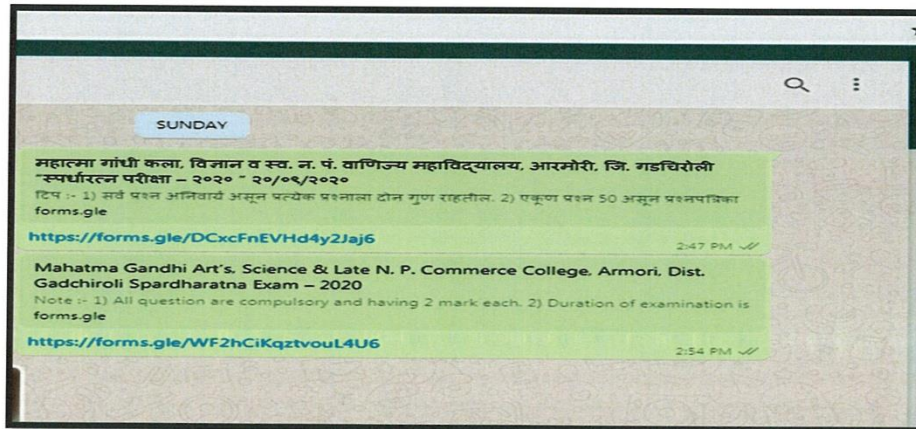 SUNDAY
महात्मा गांधी कला, विज्ञान व स्व. न. पं. वाणिज्य महाविद्यालय, आरमोरी, जि. गडचिरोली
"स्पर्धारत्न परीक्षा – २०२० " २०/०९/२०२०
टिप :- 1) सर्व प्रश्न अनिवार्य असून प्रत्येक प्रश्नाला दोन गुण राहतील. 2) एकूण प्रश्न 50 असून प्रश्नपत्रिका
forms.gle
https://forms.gle/DCxcFnEVHd4y2Jaj6
2:47 PM
Mahatma Gandhi Art's, Science & Late N. P. Commerce College, Armori, Dist.
Gadchiroli Spardharatna Exam – 2020
Note :- 1) All question are compulsory and having 2 mark each. 2) Duration of examination is
forms.gle
https://forms.gle/WF2hCiKqztvouL4U6
2:54 PM